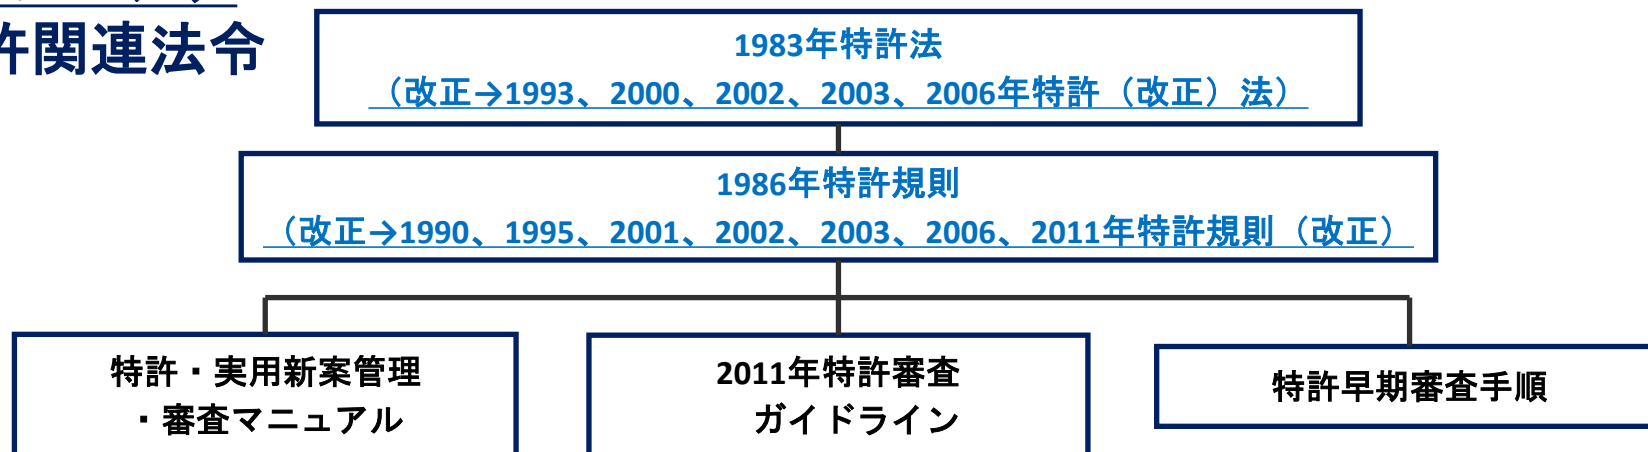 許関連法令
1983年特許法
（改正→1993、2000、2002、2003、2006年特許（改正）法）
1986年特許規則
（改正→1990、1995、2001、2002、2003、2006、2011年特許規則（改正）
特許・実用新案管理
・審査マニュアル
2011年特許審査
ガイドライン
特許早期審査手順